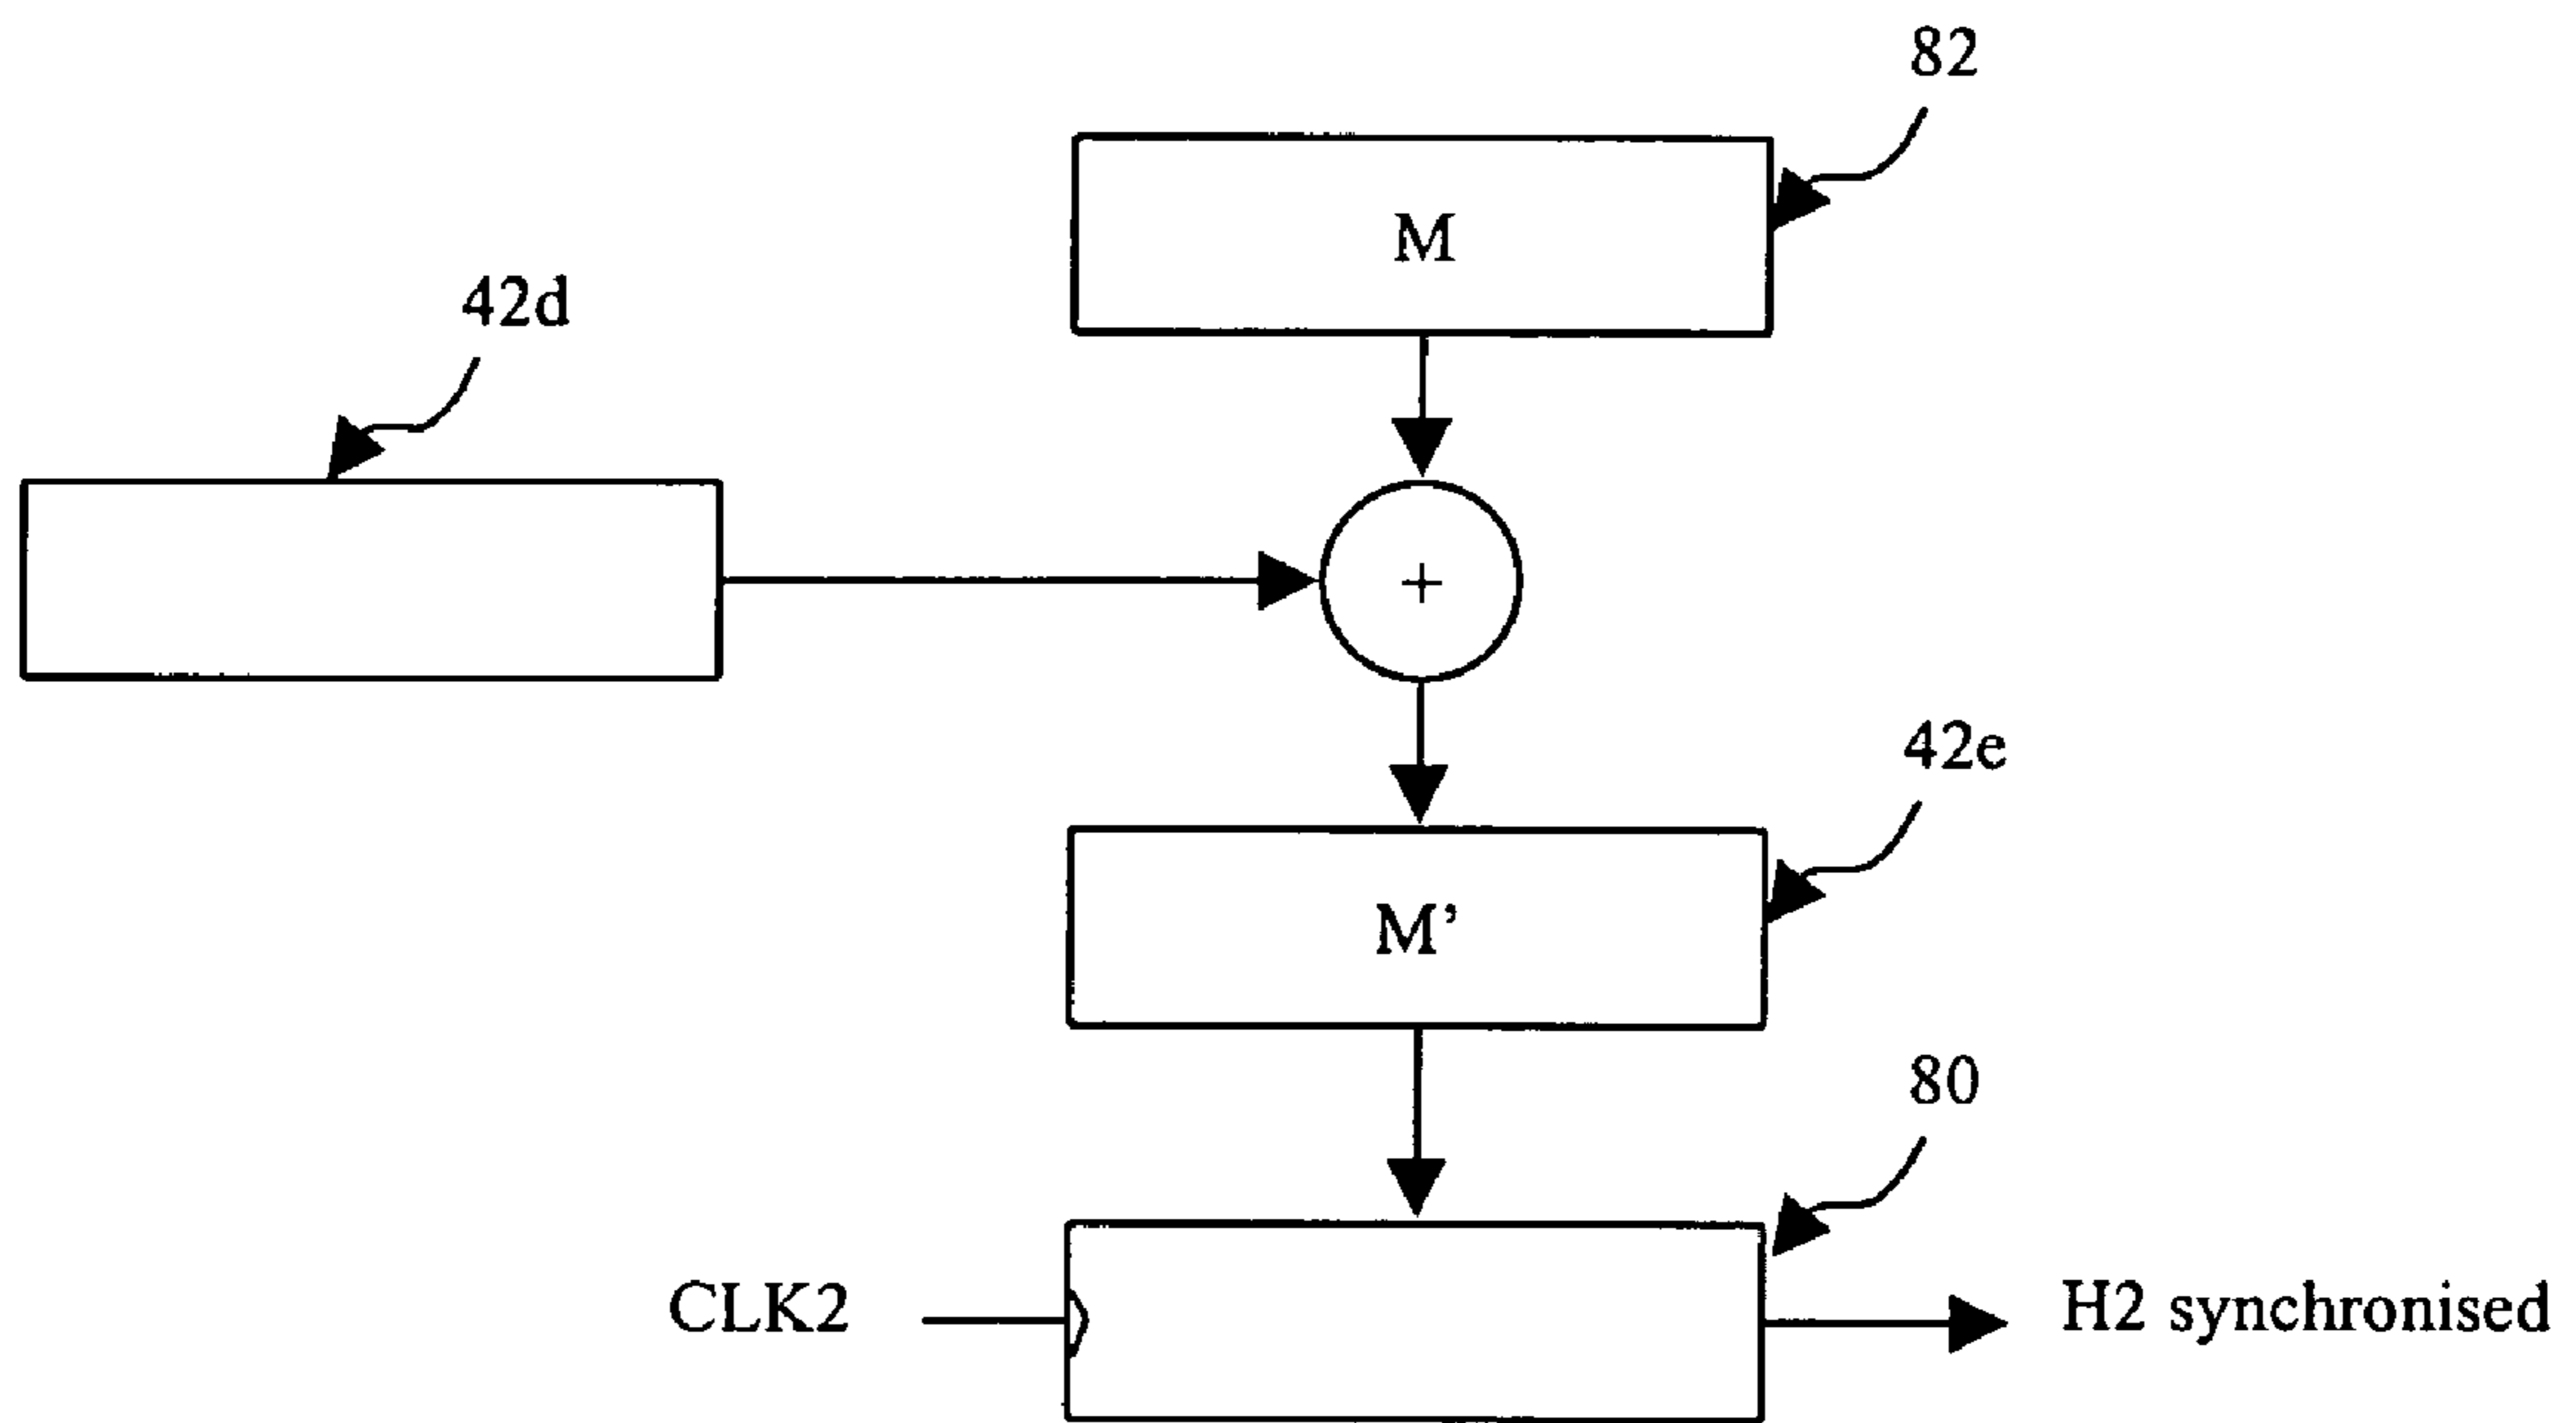 82
M
42d
+
42e
M’
80
CLK2
H2 synchronised